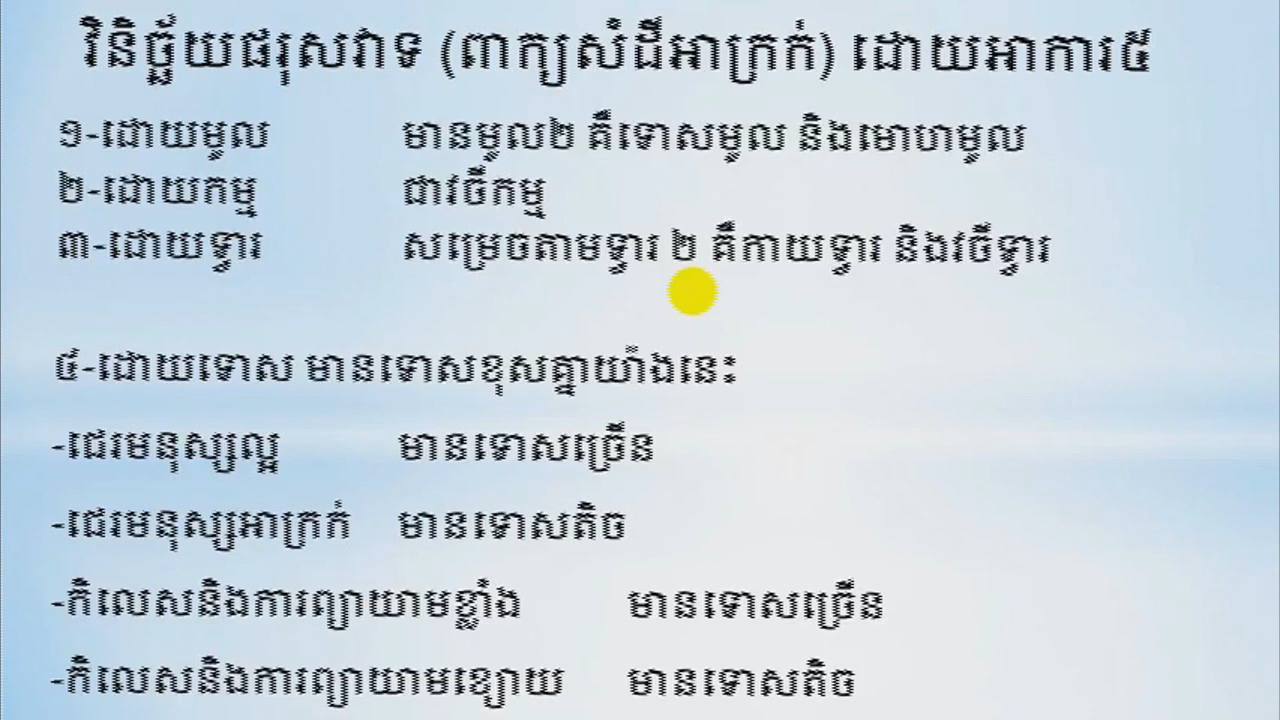 វិនិច្ឆ័យផរុសវាទ (ពាក្យសំដីអាក្រក់) ដោយអាការ៥
១-ដោយមូល មានមូល២ គឺទោសមូល និងមោហមូល
២-ដោយកម្ម ជាវចីកម្ម
៣-ដោយទ្វារ សម្រេចតាមទ្វារ ២ គឺកាយទ្វារ និងវចីទ្វារ
៤-ដោយទោស មានទោសខុសគ្នាយ៉ាងនេះ
-ជេរមនុស្សល្អ មានទោសច្រើន
-ជេរមនុស្សអាក្រក់ មានទោសតិច
-កិលេសនិងការព្យាយាមខ្លាំង មានទោសច្រើន
-កិលេសនិងការព្យាយាមខ្សោយ មានទោសតិច